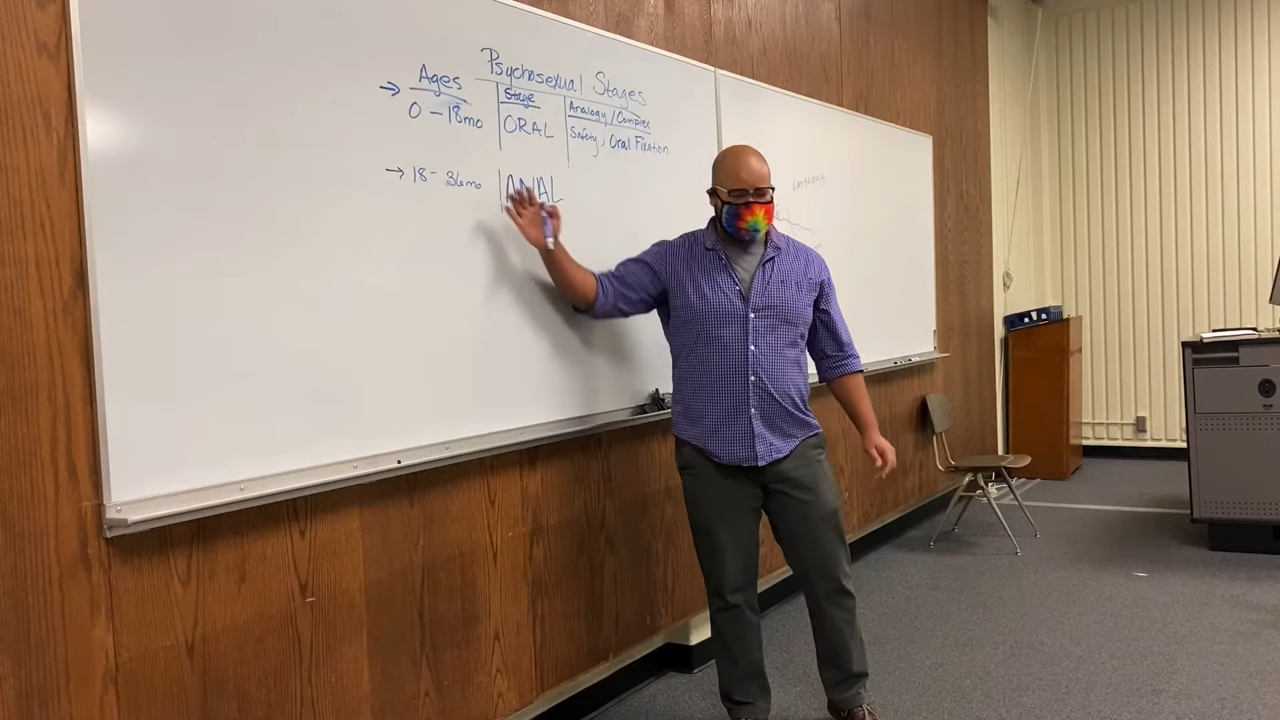 Psychosexual Stages
Ages
Stage
Analogy/Complex
→ 0 - 18mo
ORAL
Safety, Oral Fixation
→ 18 - 36mo
ANAL